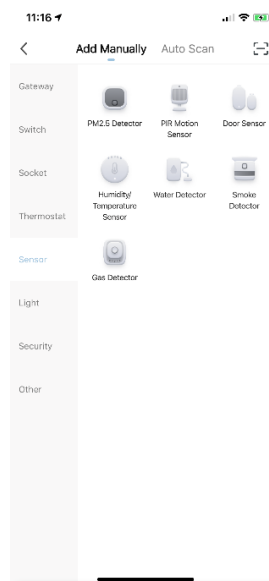 11:16
Add Manually Auto Scan
Gateway
Switch
Socket
Thermostat
Sensor
Light
Security
Other
PM2.5 Detector
PIR Motion
Sensor
Door Sensor
Humidity/
Temperature
Sensor
Water Detector
Smoke
Detector
Gas Detector